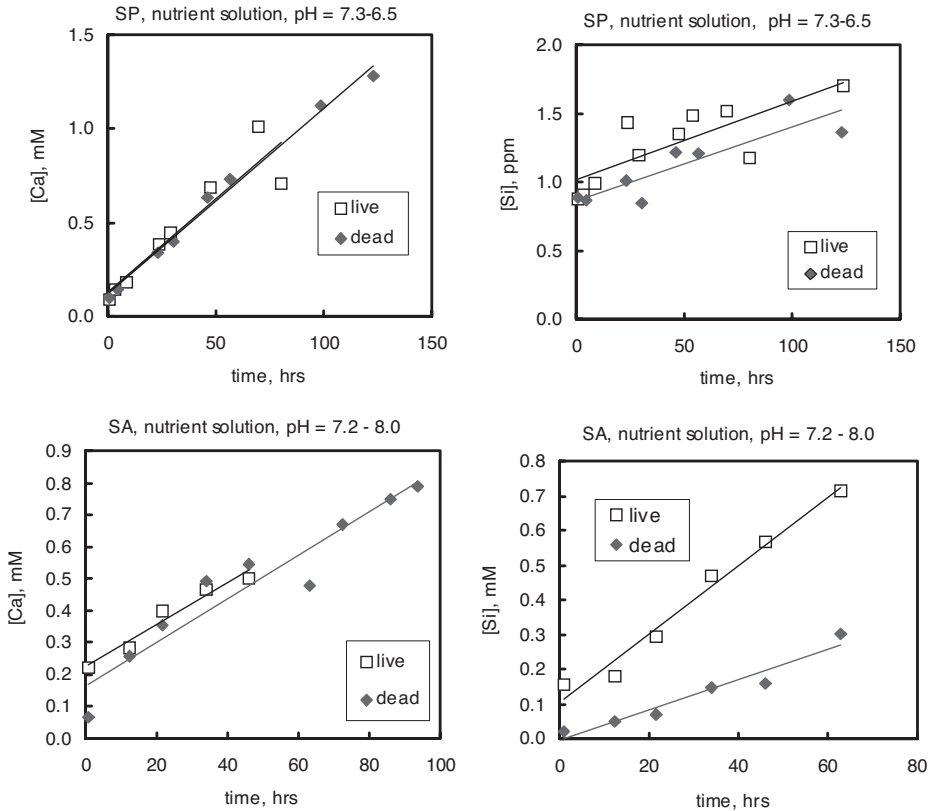 SP, nutrient solution, pH = 7.3-6.5
1.5
1.0
0.5
0.0
[Ca], mM
live
dead
0 50 100 150
time, hrs
SP, nutrient solution, pH = 7.3-6.5
2.0
1.5
1.0
0.5
0.0
[Si], ppm
live
dead
0 50 100 150
time, hrs
SA, nutrient solution, pH = 7.2 - 8.0
0.9
0.8
0.7
0.6
0.5
0.4
0.3
0.2
0.1
0.0
[Ca], mM
live
dead
0 20 40 60 80 100
time, hrs
SA, nutrient solution, pH = 7.2 - 8.0
0.8
0.7
0.6
0.5
0.4
0.3
0.2
0.1
0.0
[Si], mM
live
dead
0 20 40 60 80
time, hrs